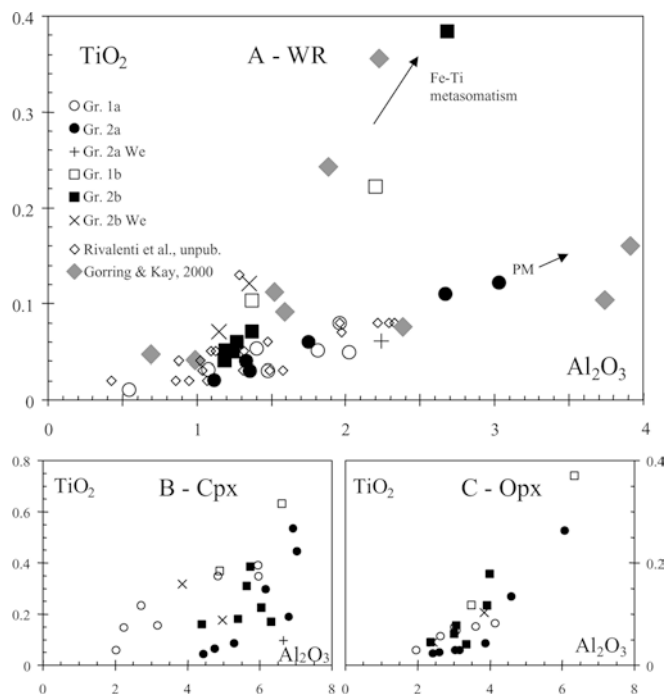 0.4
TiO2
A - WR
Fe-Ti
metasomatism
Gr. 1a
0.3
Gr. 2a
Gr. 2a We
Gr. 1b
Gr. 2b
0.2
Gr. 2b We
Rivalenti et al., unpub.
Gorring & Kay, 2000
PM
0.1
Al2O3
0
0 1 2 3 4
0.8
TiO2
B - Cpx
0.6
0.4
0.2
Al2O3
0
0 2 4 6 8
TiO2
C - Opx
0.4
0.2
Al2O3
0
0 2 4 6 8